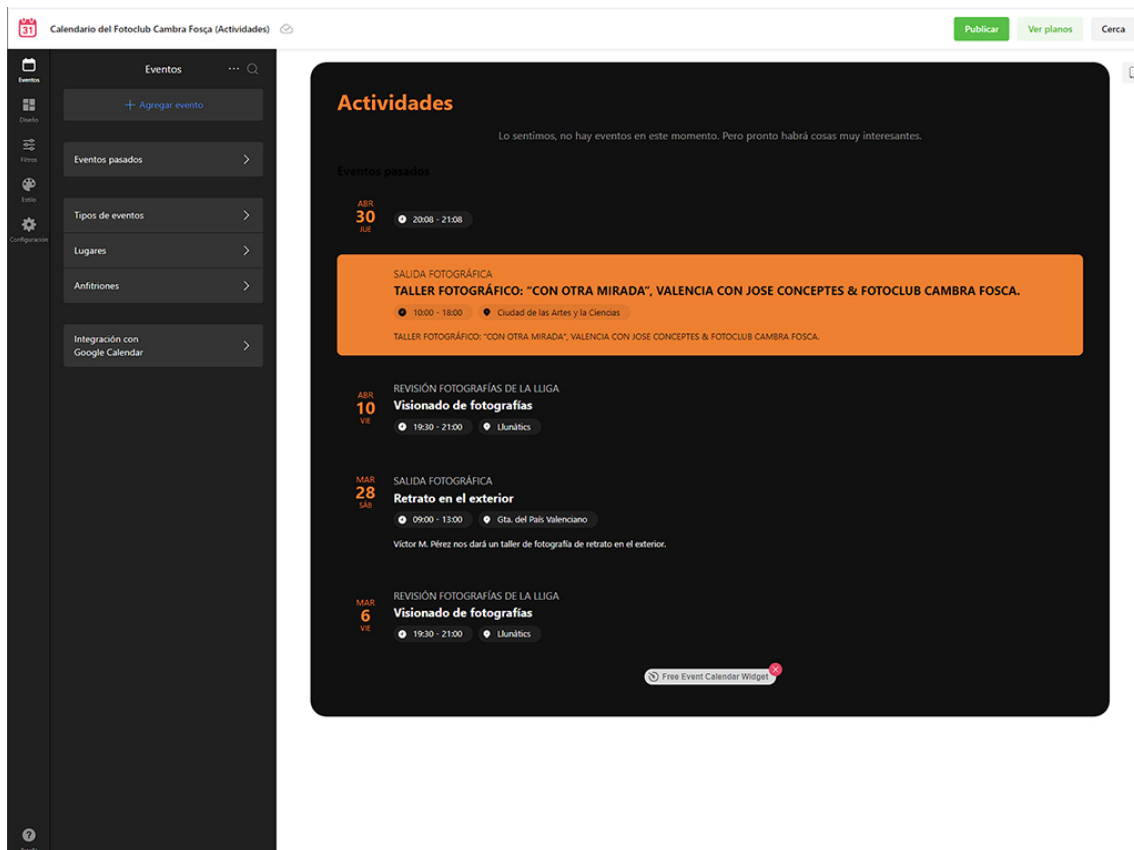 31
Calendario del Fotoclub Cambra Fosça (Actividades)
Publicar
Ver planos
Cerca
Eventos
Diseño
Filtros
Estilo
Configuración
Eventos
Agregar evento
Eventos pasados
Tipos de eventos
Lugares
Anfitriones
Integración con
Google Calendar
Actividades
Lo sentimos, no hay eventos en este momento. Pero pronto habrá cosas muy interesantes.
Eventos pasados
ABR
30
JUE
20:08 - 21:08
SALIDA FOTOGRÁFICA
TALLER FOTOGRÁFICO: “CON OTRA MIRADA”, VALENCIA CON JOSE CONCEPTES & FOTOCLUB CAMBRA FOSCA.
10:00 - 18:00 Ciudad de las Artes y la Ciencias
TALLER FOTOGRÁFICO: “CON OTRA MIRADA”, VALENCIA CON JOSE CONCEPTES & FOTOCLUB CAMBRA FOSCA.
ABR
10
VIE
REVISIÓN FOTOGRAFÍAS DE LA LLIGA
Visionado de fotografías
19:30 - 21:00 Llunátics
MAR
28
SÁB
SALIDA FOTOGRÁFICA
Retrato en el exterior
09:00 - 13:00 Gta. del País Valenciano
Víctor M. Pérez nos dará un taller de fotografía de retrato en el exterior.
MAR
6
VIE
REVISIÓN FOTOGRAFÍAS DE LA LLIGA
Visionado de fotografías
19:30 - 21:00 Llunátics
Free Event Calendar Widget